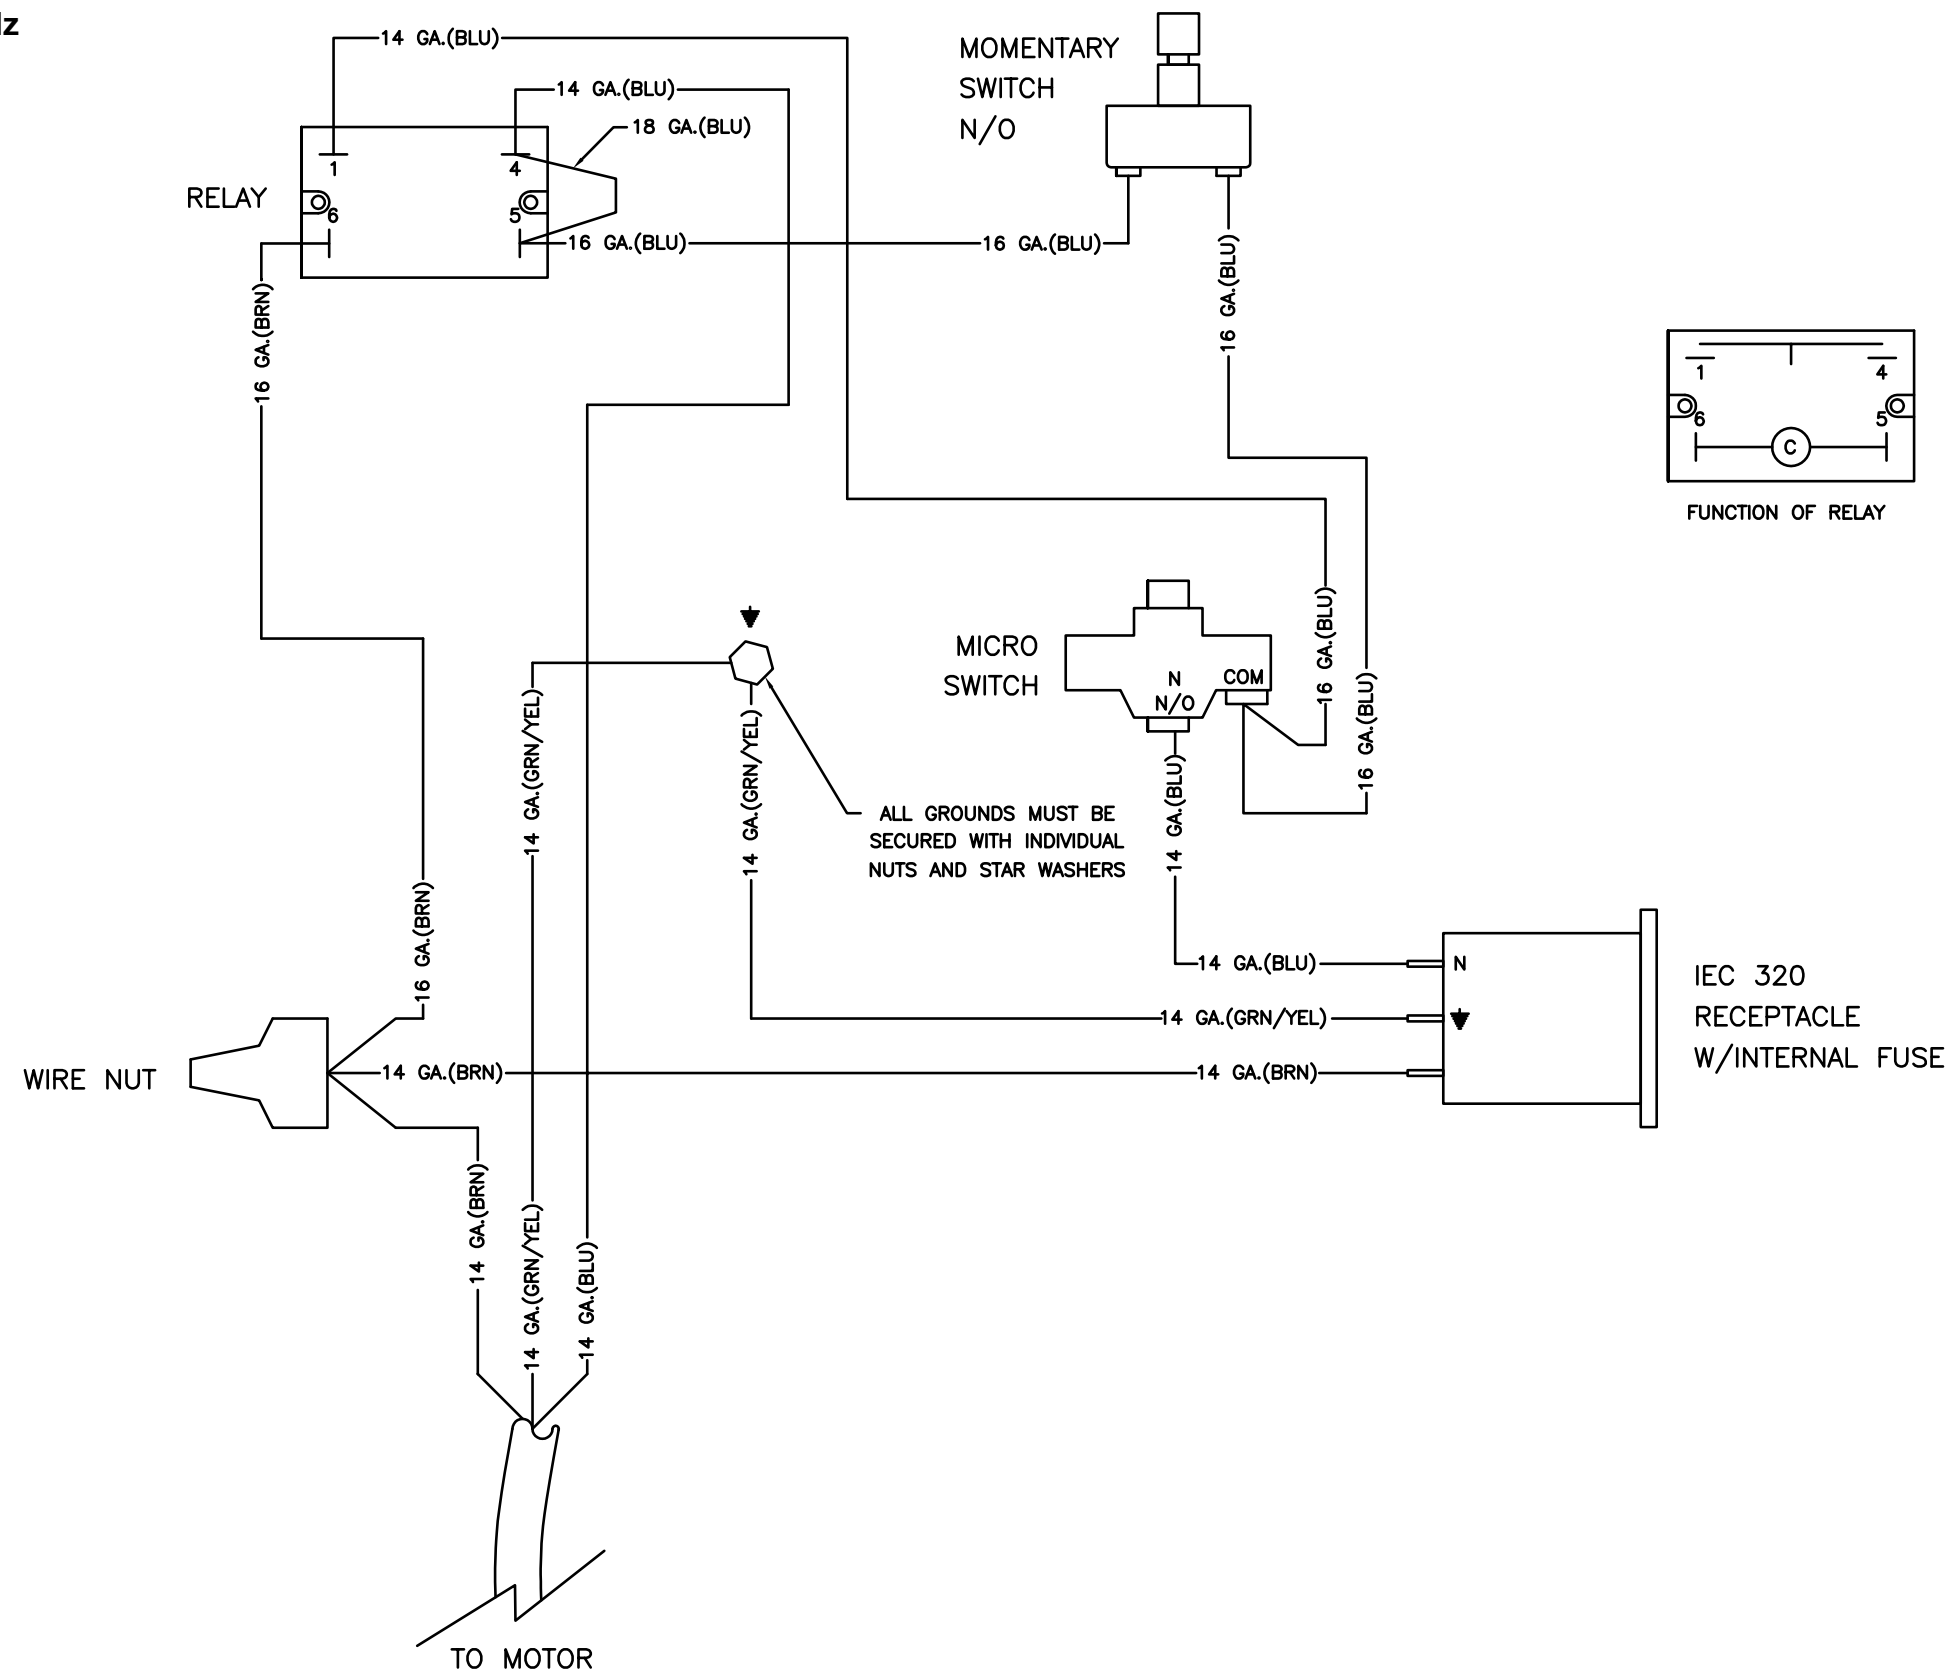 14 GA.(BLU)
14 GA.(BLU)
18 GA.(BLU)
MOMENTARY
SWITCH
N/O
RELAY
1
4
6
5
16 GA.(BLU)
16 GA.(BLU)
16 GA.(BLU)
16 GA.(BRN)
1
4
6
5
C
FUNCTION OF RELAY
MICRO
SWITCH
N
N/O
COM
16 GA.(BLU)
16 GA.(BLU)
14 GA.(GRN/YEL)
14 GA.(GRN/YEL)
14 GA.(BLU)
ALL GROUNDS MUST BE
SECURED WITH INDIVIDUAL
NUTS AND STAR WASHERS
16 GA.(BRN)
14 GA.(BLU)
N
14 GA.(GRN/YEL)
14 GA.(BRN)
14 GA.(BRN)
IEC 320
RECEPTACLE
W/INTERNAL FUSE
WIRE NUT
14 GA.(BRN)
14 GA.(GRN/YEL)
14 GA.(BLU)
TO MOTOR